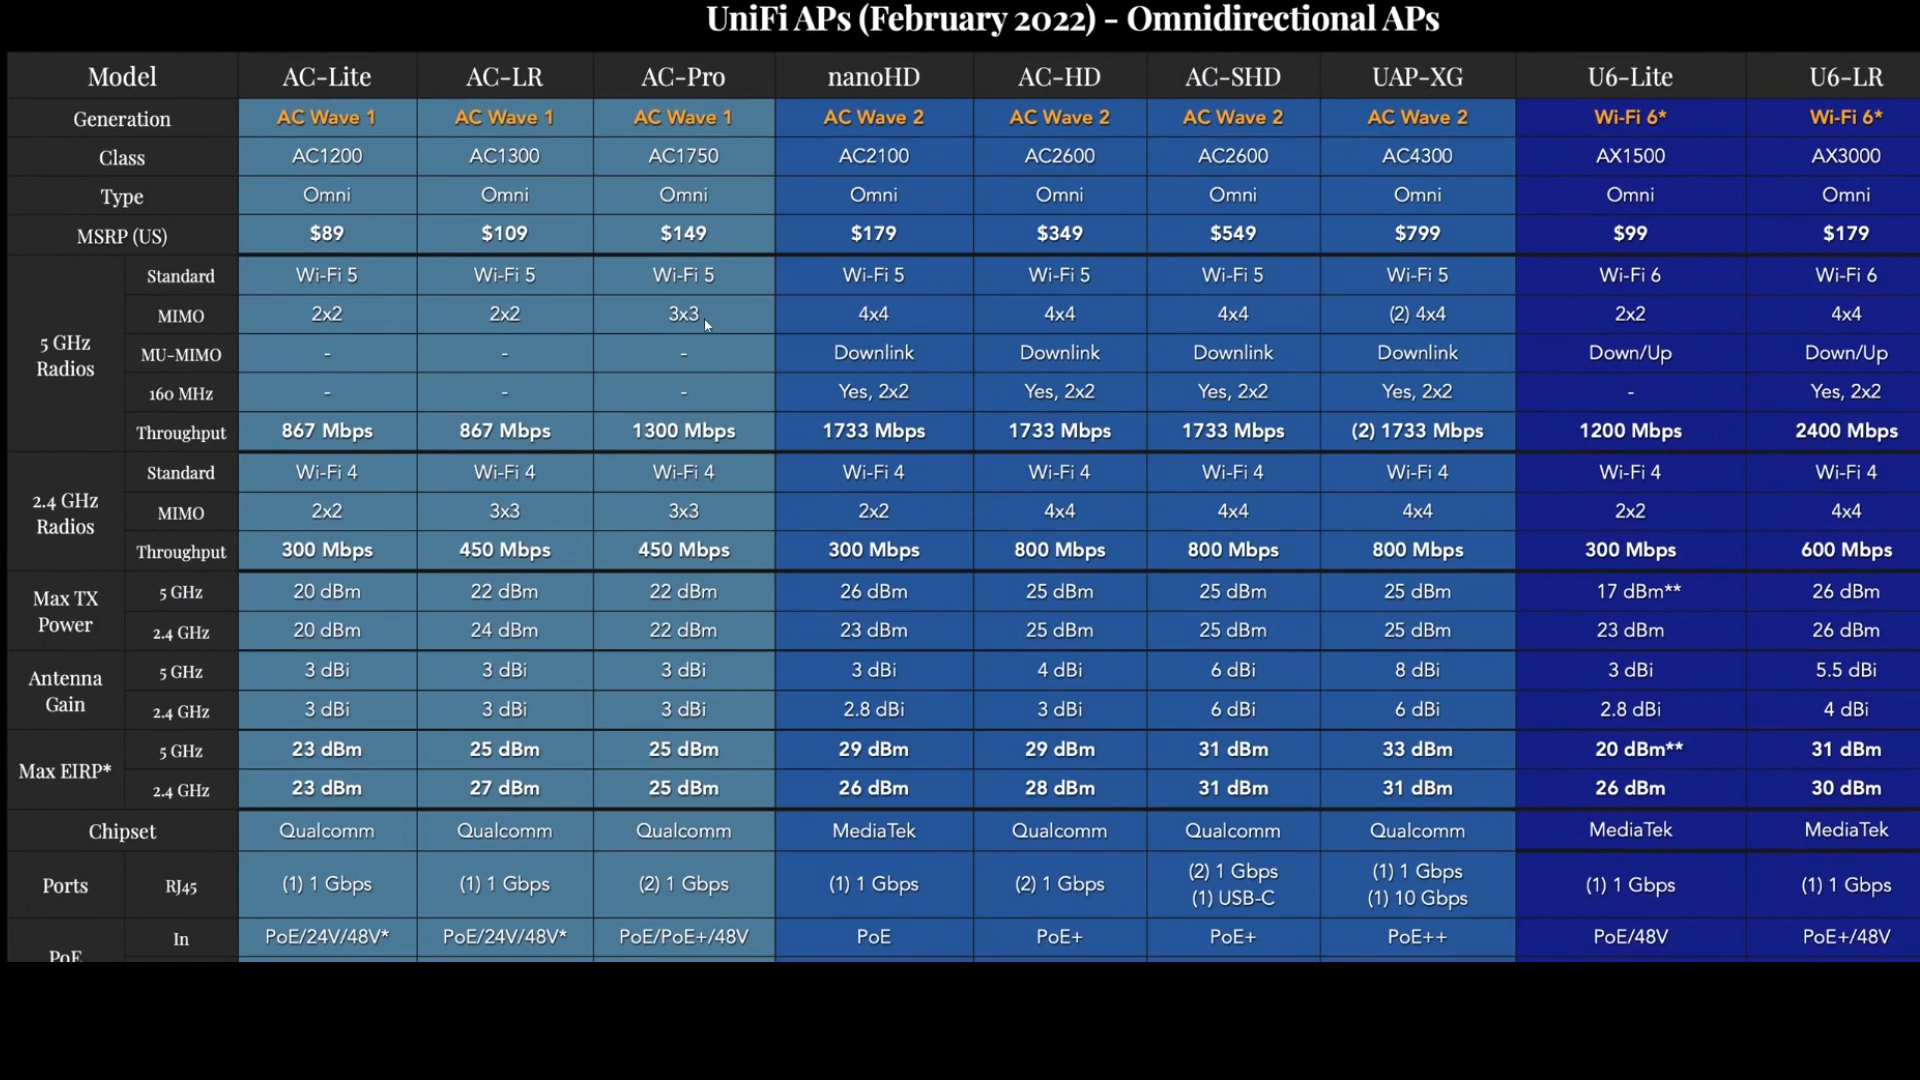 UniFi APs (February 2022) - Omnidirectional APs
Model AC-Lite AC-LR AC-Pro nanoHD AC-HD AC-SHD UAP-XG U6-Lite U6-LR
Generation AC Wave 1 AC Wave 1 AC Wave 1 AC Wave 2 AC Wave 2 AC Wave 2 AC Wave 2 Wi-Fi 6* Wi-Fi 6*
Class AC1200 AC1300 AC1750 AC2100 AC2600 AC2600 AC4300 AX1500 AX3000
Type Omni Omni Omni Omni Omni Omni Omni Omni Omni
MSRP (US) $89 $109 $149 $179 $349 $549 $799 $99 $179
5 GHz Radios
Standard Wi-Fi 5 Wi-Fi 5 Wi-Fi 5 Wi-Fi 5 Wi-Fi 5 Wi-Fi 5 Wi-Fi 5 Wi-Fi 6 Wi-Fi 6
MIMO 2x2 2x2 3x3 4x4 4x4 4x4 (2) 4x4 2x2 4x4
MU-MIMO - - - Downlink Downlink Downlink Downlink Down/Up Down/Up
160 MHz - - - Yes, 2x2 Yes, 2x2 Yes, 2x2 Yes, 2x2 - Yes, 2x2
Throughput 867 Mbps 867 Mbps 1300 Mbps 1733 Mbps 1733 Mbps 1733 Mbps (2) 1733 Mbps 1200 Mbps 2400 Mbps
2.4 GHz Radios
Standard Wi-Fi 4 Wi-Fi 4 Wi-Fi 4 Wi-Fi 4 Wi-Fi 4 Wi-Fi 4 Wi-Fi 4 Wi-Fi 4 Wi-Fi 4
MIMO 2x2 3x3 3x3 2x2 4x4 4x4 4x4 2x2 4x4
Throughput 300 Mbps 450 Mbps 450 Mbps 300 Mbps 800 Mbps 800 Mbps 800 Mbps 300 Mbps 600 Mbps
Max TX Power
5 GHz 20 dBm 22 dBm 22 dBm 26 dBm 25 dBm 25 dBm 25 dBm 17 dBm** 26 dBm
2.4 GHz 20 dBm 24 dBm 22 dBm 23 dBm 25 dBm 25 dBm 25 dBm 23 dBm 26 dBm
Antenna Gain
5 GHz 3 dBi 3 dBi 3 dBi 3 dBi 4 dBi 6 dBi 8 dBi 3 dBi 5.5 dBi
2.4 GHz 3 dBi 3 dBi 3 dBi 2.8 dBi 3 dBi 6 dBi 6 dBi 2.8 dBi 4 dBi
Max EIRP*
5 GHz 23 dBm 25 dBm 25 dBm 29 dBm 29 dBm 31 dBm 33 dBm 20 dBm** 31 dBm
2.4 GHz 23 dBm 27 dBm 25 dBm 26 dBm 28 dBm 31 dBm 31 dBm 26 dBm 30 dBm
Chipset Qualcomm Qualcomm Qualcomm MediaTek Qualcomm Qualcomm Qualcomm MediaTek MediaTek
Ports RJ45 (1) 1 Gbps (1) 1 Gbps (2) 1 Gbps (1) 1 Gbps (2) 1 Gbps (2) 1 Gbps (1) USB-C (1) 1 Gbps (1) 10 Gbps (1) 1 Gbps (1) 1 Gbps
PoE In PoE/24V/48V* PoE/24V/48V* PoE/PoE+/48V PoE PoE+ PoE+ PoE++ PoE/48V PoE+/48V